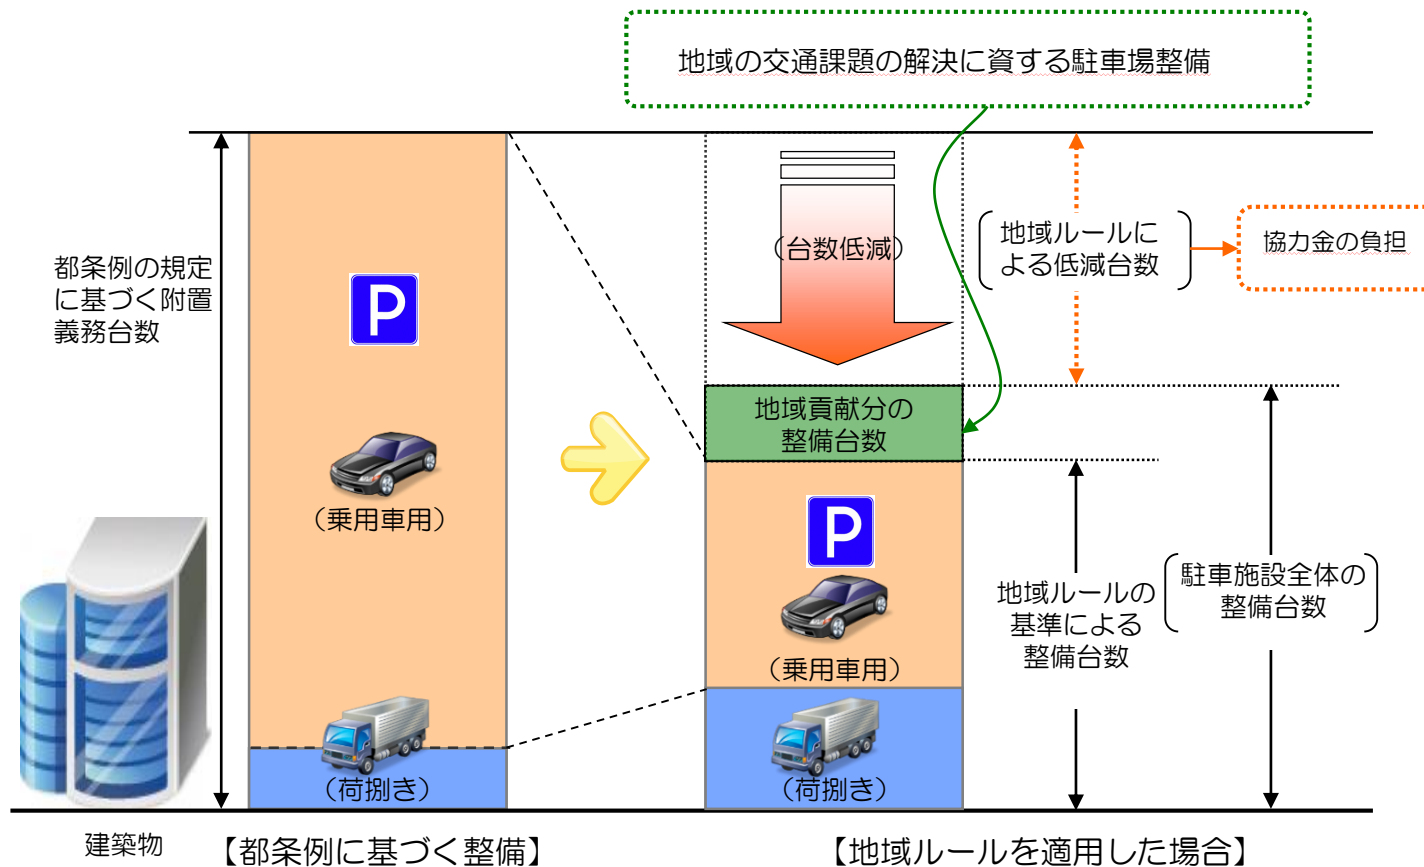 地域の交通課題の解決に資する駐車場整備
都条例の規定
に基づく附置
義務台数
P
（乗用車用）
（荷捌き）
（台数低減）
地域ルールに
よる低減台数
協力金の負担
地域貢献分の
整備台数
P
（乗用車用）
（荷捌き）
地域ルールの
基準による
整備台数
駐車施設全体の
整備台数
建築物
【都条例に基づく整備】
【地域ルールを適用した場合】